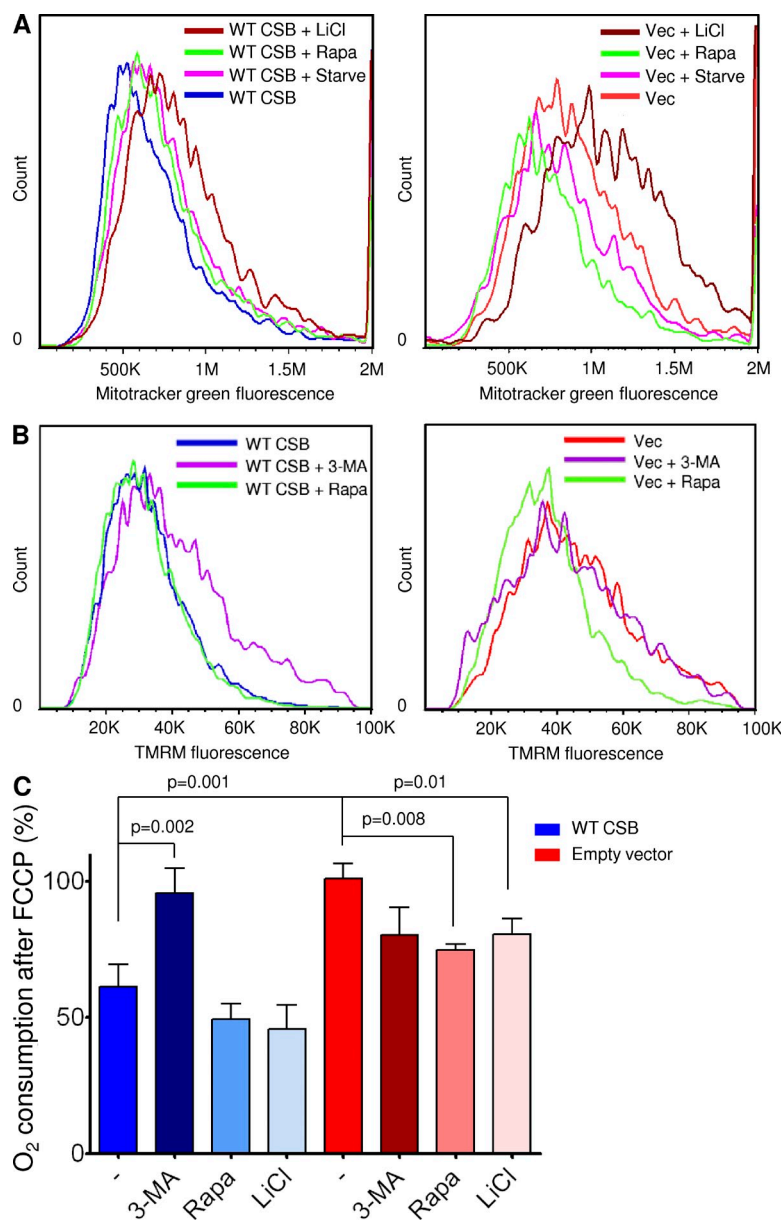 A
WT CSB + LiCl
WT CSB + Rapa
WT CSB + Starve
WT CSB
Count
0
500K 1M 1.5M 2M
Mitotracker green fluorescence
Vec + LiCl
Vec + Rapa
Vec + Starve
Vec
Count
0
500K 1M 1.5M 2M
Mitotracker green fluorescence
B
WT CSB
WT CSB + 3-MA
WT CSB + Rapa
Count
0
20K 40K 60K 80K 100K
TMRM fluorescence
Vec
Vec + 3-MA
Vec + Rapa
Count
0
20K 40K 60K 80K 100K
TMRM fluorescence
C
p=0.001 p=0.01
p=0.002 p=0.008
WT CSB
Empty vector
O₂ consumption after FCCP (%)
100
50
0
- 3-MA Rapa LiCl - 3-MA Rapa LiCl